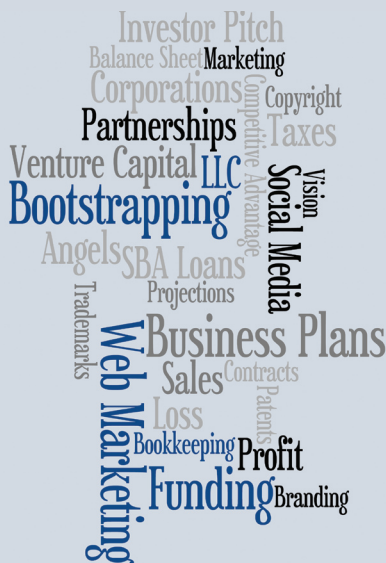 Investor Pitch
Balance Sheet
Marketing
Corporations
Competitive Advantage
Copyright
Partnerships
Taxes
Venture Capital
LLC
Vision
Social Media
Bootstrapping
Angels
SBA Loans
Trademarks
Projections
Web Marketing
Business Plans
Sales
Contracts
Patents
Loss
Bookkeeping
Profit
Funding
Branding